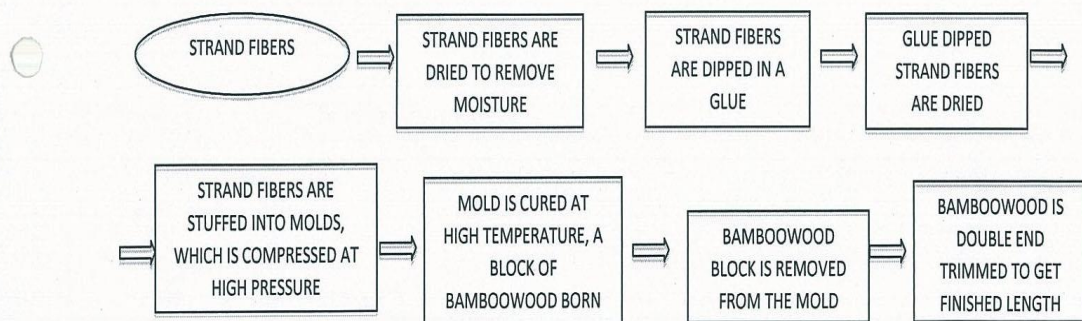 STRAND FIBERS
STRAND FIBERS ARE
DRIED TO REMOVE
MOISTURE
STRAND FIBERS
ARE DIPPED IN A
GLUE
GLUE DIPPED
STRAND FIBERS
ARE DRIED
STRAND FIBERS ARE
STUFFED INTO MOLDS,
WHICH IS COMPRESSED AT
HIGH PRESSURE
MOLD IS CURED AT
HIGH TEMPERATURE, A
BLOCK OF
BAMBOOWOOD BORN
BAMBOOWOOD
BLOCK IS REMOVED
FROM THE MOLD
BAMBOOWOOD IS
DOUBLE END
TRIMMED TO GET
FINISHED LENGTH